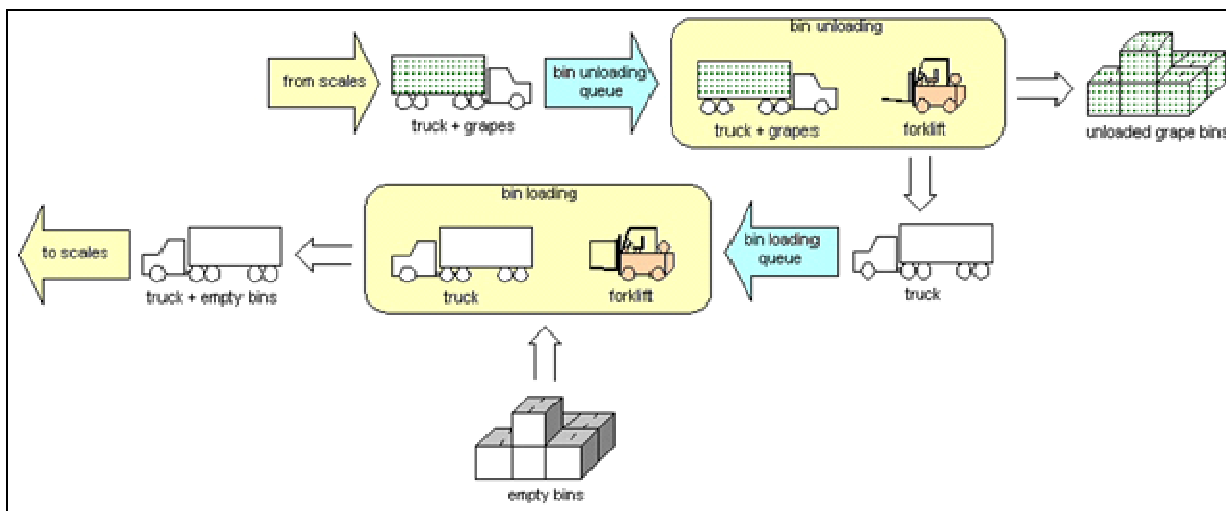 bin unloading
from scales
bin unloading
queue
truck + grapes
truck + grapes
forklift
unloaded grape bins
bin loading
to scales
bin loading
queue
truck + empty bins
truck
forklift
truck
empty bins